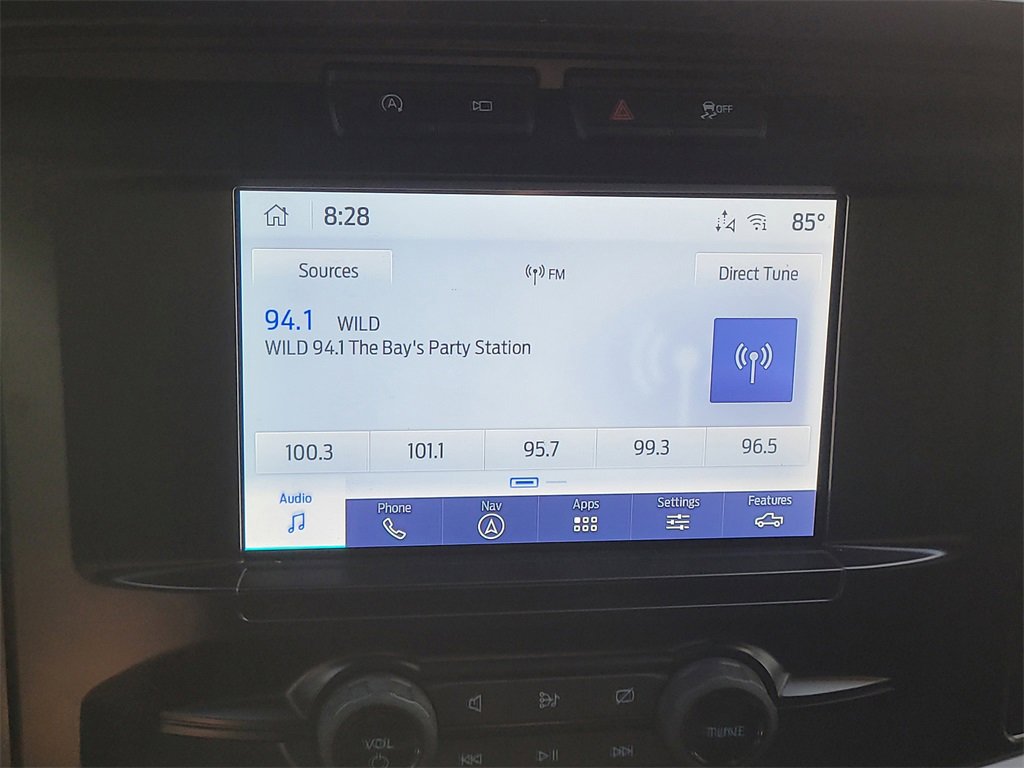 A
OFF
8:28
85°
Sources
FM
Direct Tune
94.1 WILD
WILD 94.1 The Bay's Party Station
100.3
101.1
95.7
99.3
96.5
Audio
Phone
Nav
Apps
Settings
Features
VOL
TUNE